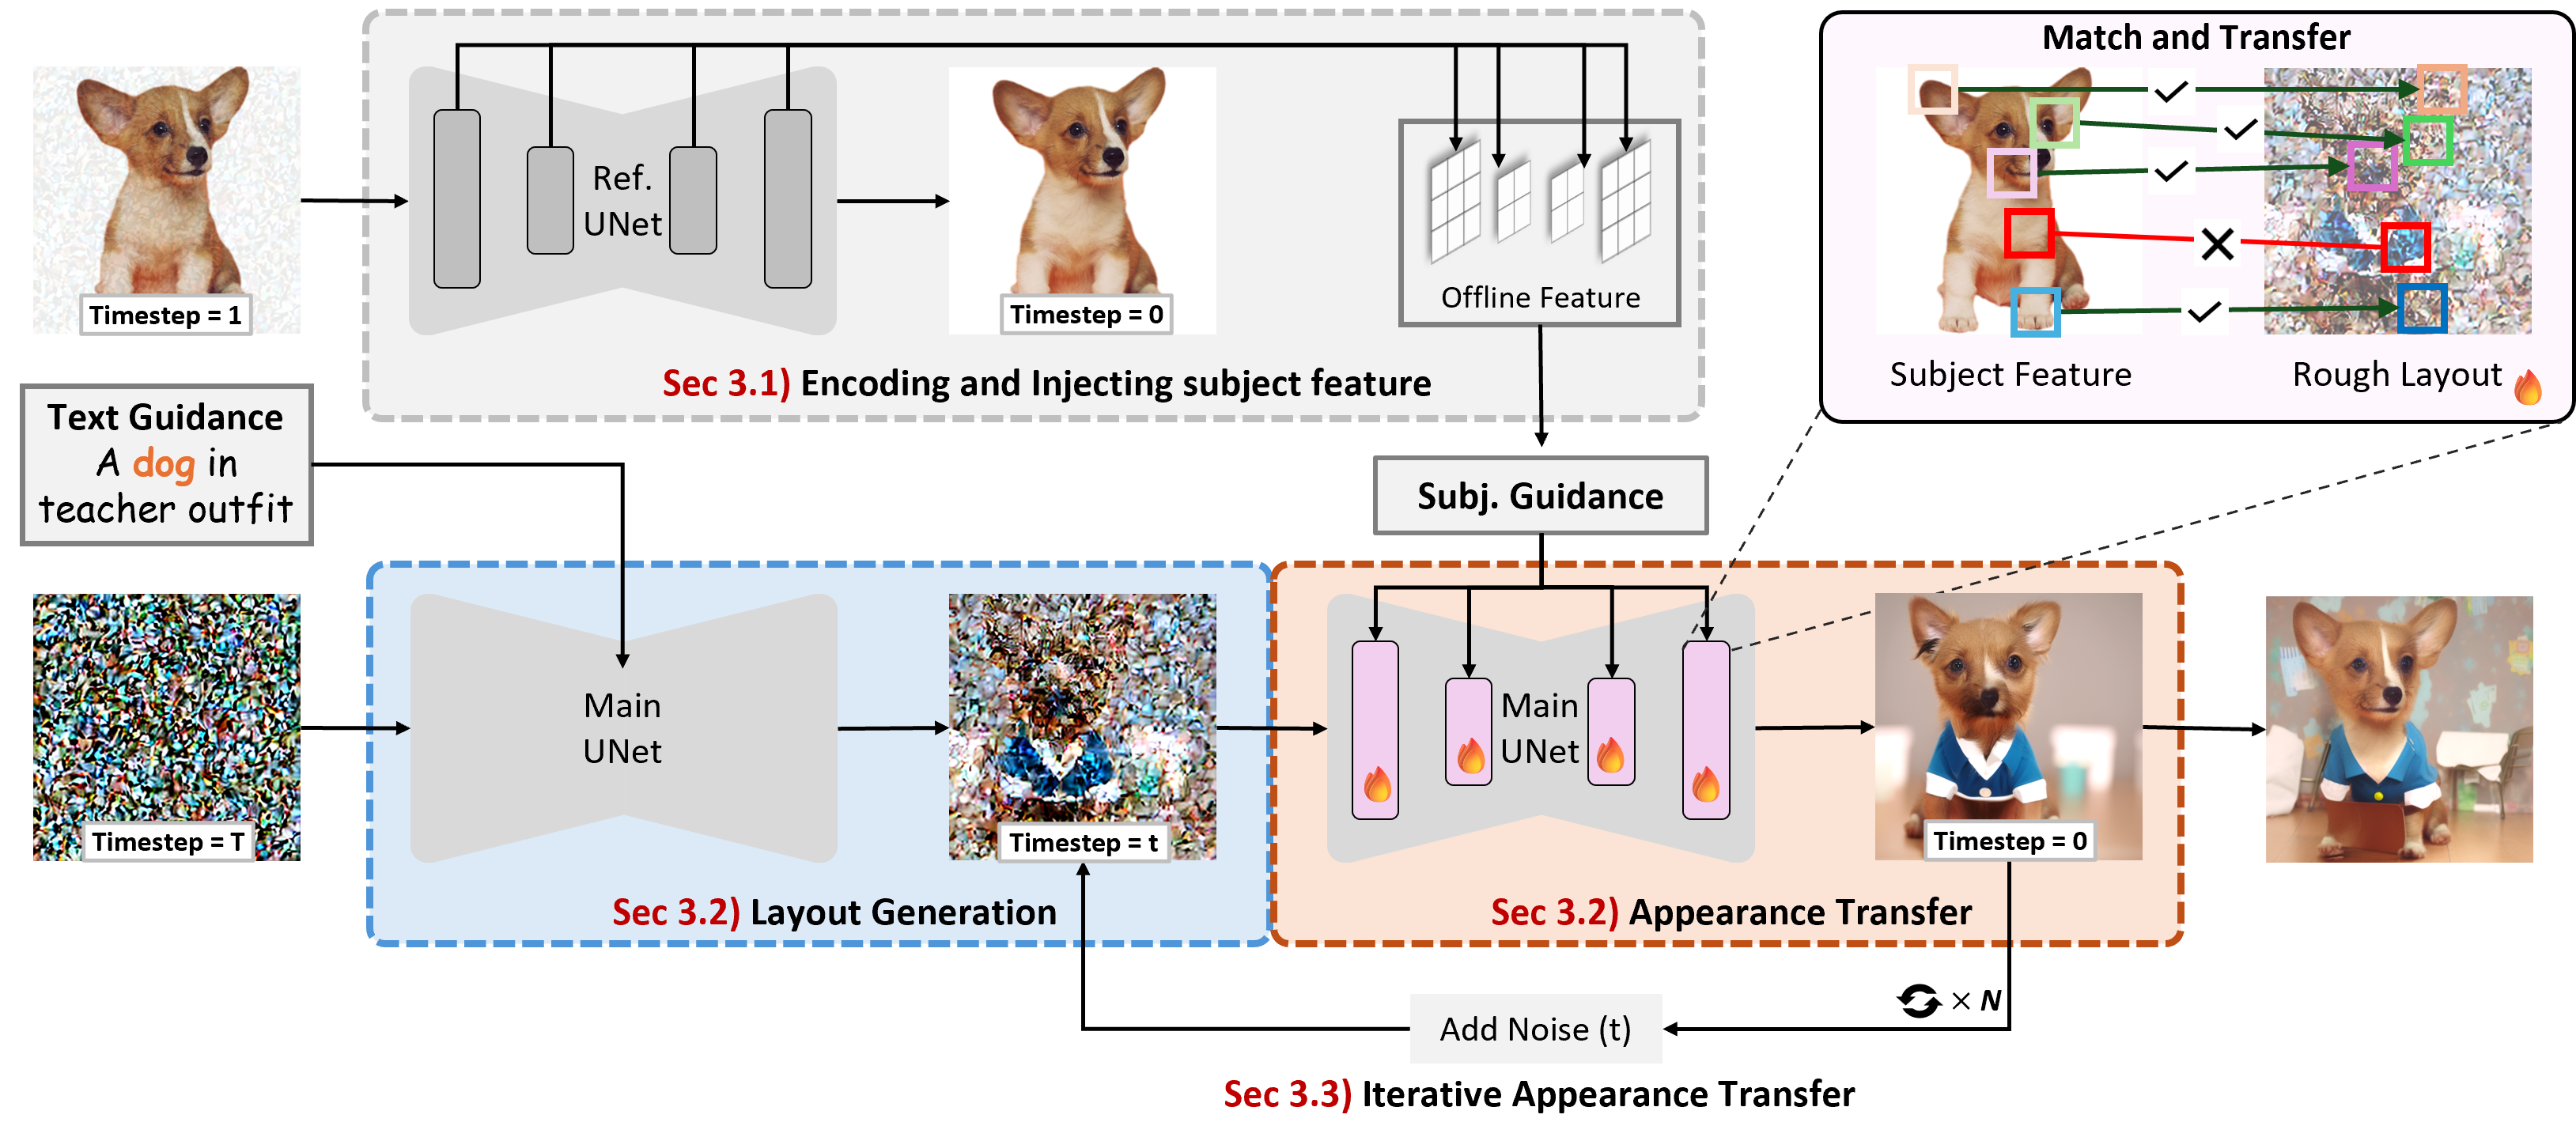 Match and Transfer
Ref.
UNet
Timestep = 1
Timestep = 0
Offline Feature
Sec 3.1) Encoding and Injecting subject feature
Subject Feature
Rough Layout
Text Guidance
A dog in
teacher outfit
Subj. Guidance
Main
UNet
Main
UNet
Timestep = T
Timestep = t
Timestep = 0
Sec 3.2) Layout Generation
Sec 3.2) Appearance Transfer
× N
Add Noise (t)
Sec 3.3) Iterative Appearance Transfer